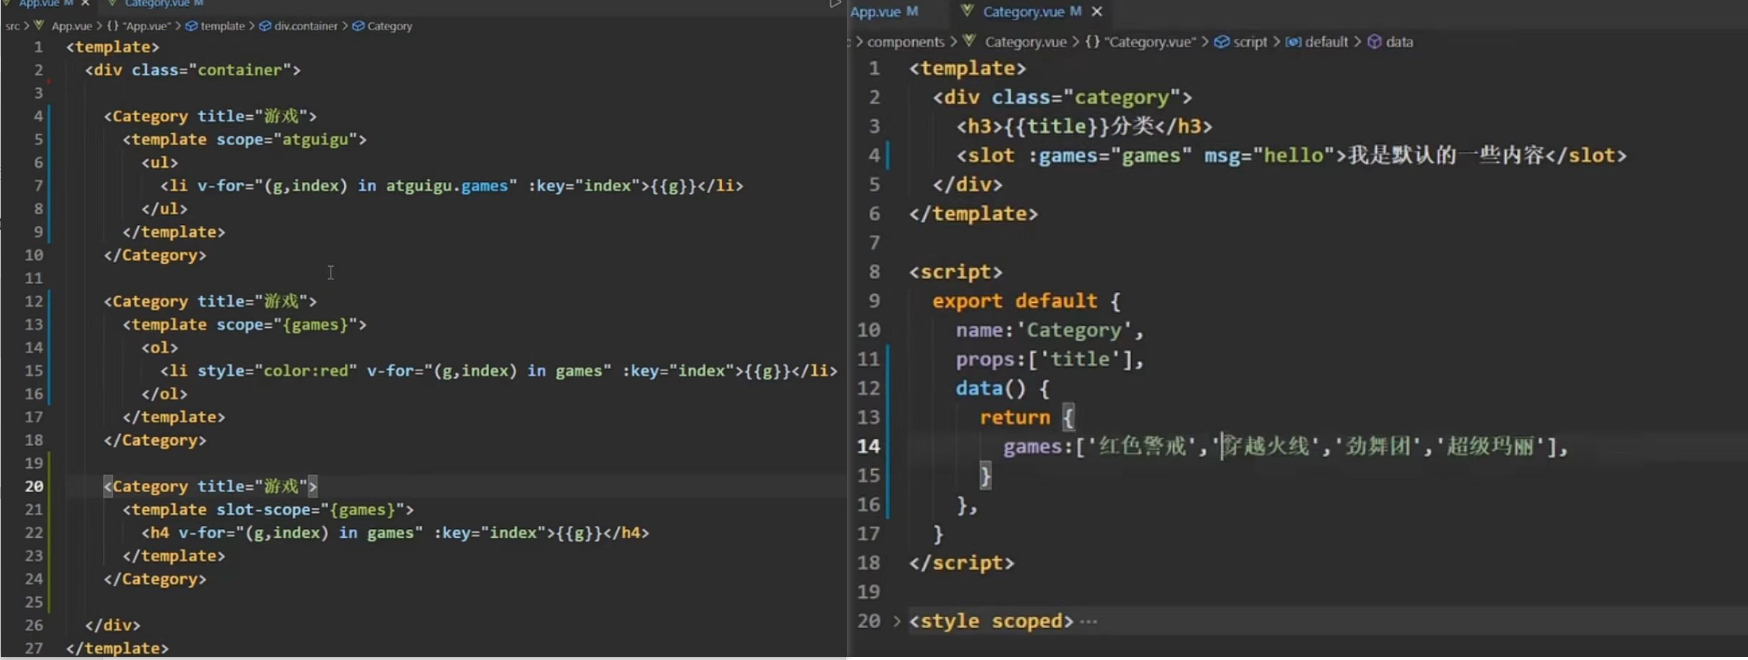 App.vue M × Category.vue M
src > App.vue > {} "App.vue" > template > div.container > Category
1 <template>
2 <div class="container">
3
4 <Category title="游戏">
5 <template scope="atguigu">
6 <ul>
7 <li v-for="(g,index) in atguigu.games" :key="index">{{g}}</li>
8 </ul>
9 </template>
10 </Category>
11
12 <Category title="游戏">
13 <template scope="{games}">
14 <ol>
15 <li style="color:red" v-for="(g,index) in games" :key="index">{{g}}</li>
16 </ol>
17 </template>
18 </Category>
19
20 <Category title="游戏">
21 <template slot-scope="{games}">
22 <h4 v-for="(g,index) in games" :key="index">{{g}}</h4>
23 </template>
24 </Category>
25
26 </div>
27 </template>
App.vue M Category.vue M ×
> components > Category.vue > {} "Category.vue" > script > default > data
1 <template>
2 <div class="category">
3 <h3>{{title}}分类</h3>
4 <slot :games="games" msg="hello">我是默认的一些内容</slot>
5 </div>
6 </template>
7
8 <script>
9 export default {
10 name:'Category',
11 props:['title'],
12 data() {
13 return {
14 games:['红色警戒','穿越火线','劲舞团','超级玛丽'],
15 }
16 },
17 }
18 </script>
19
20 > <style scoped> ···